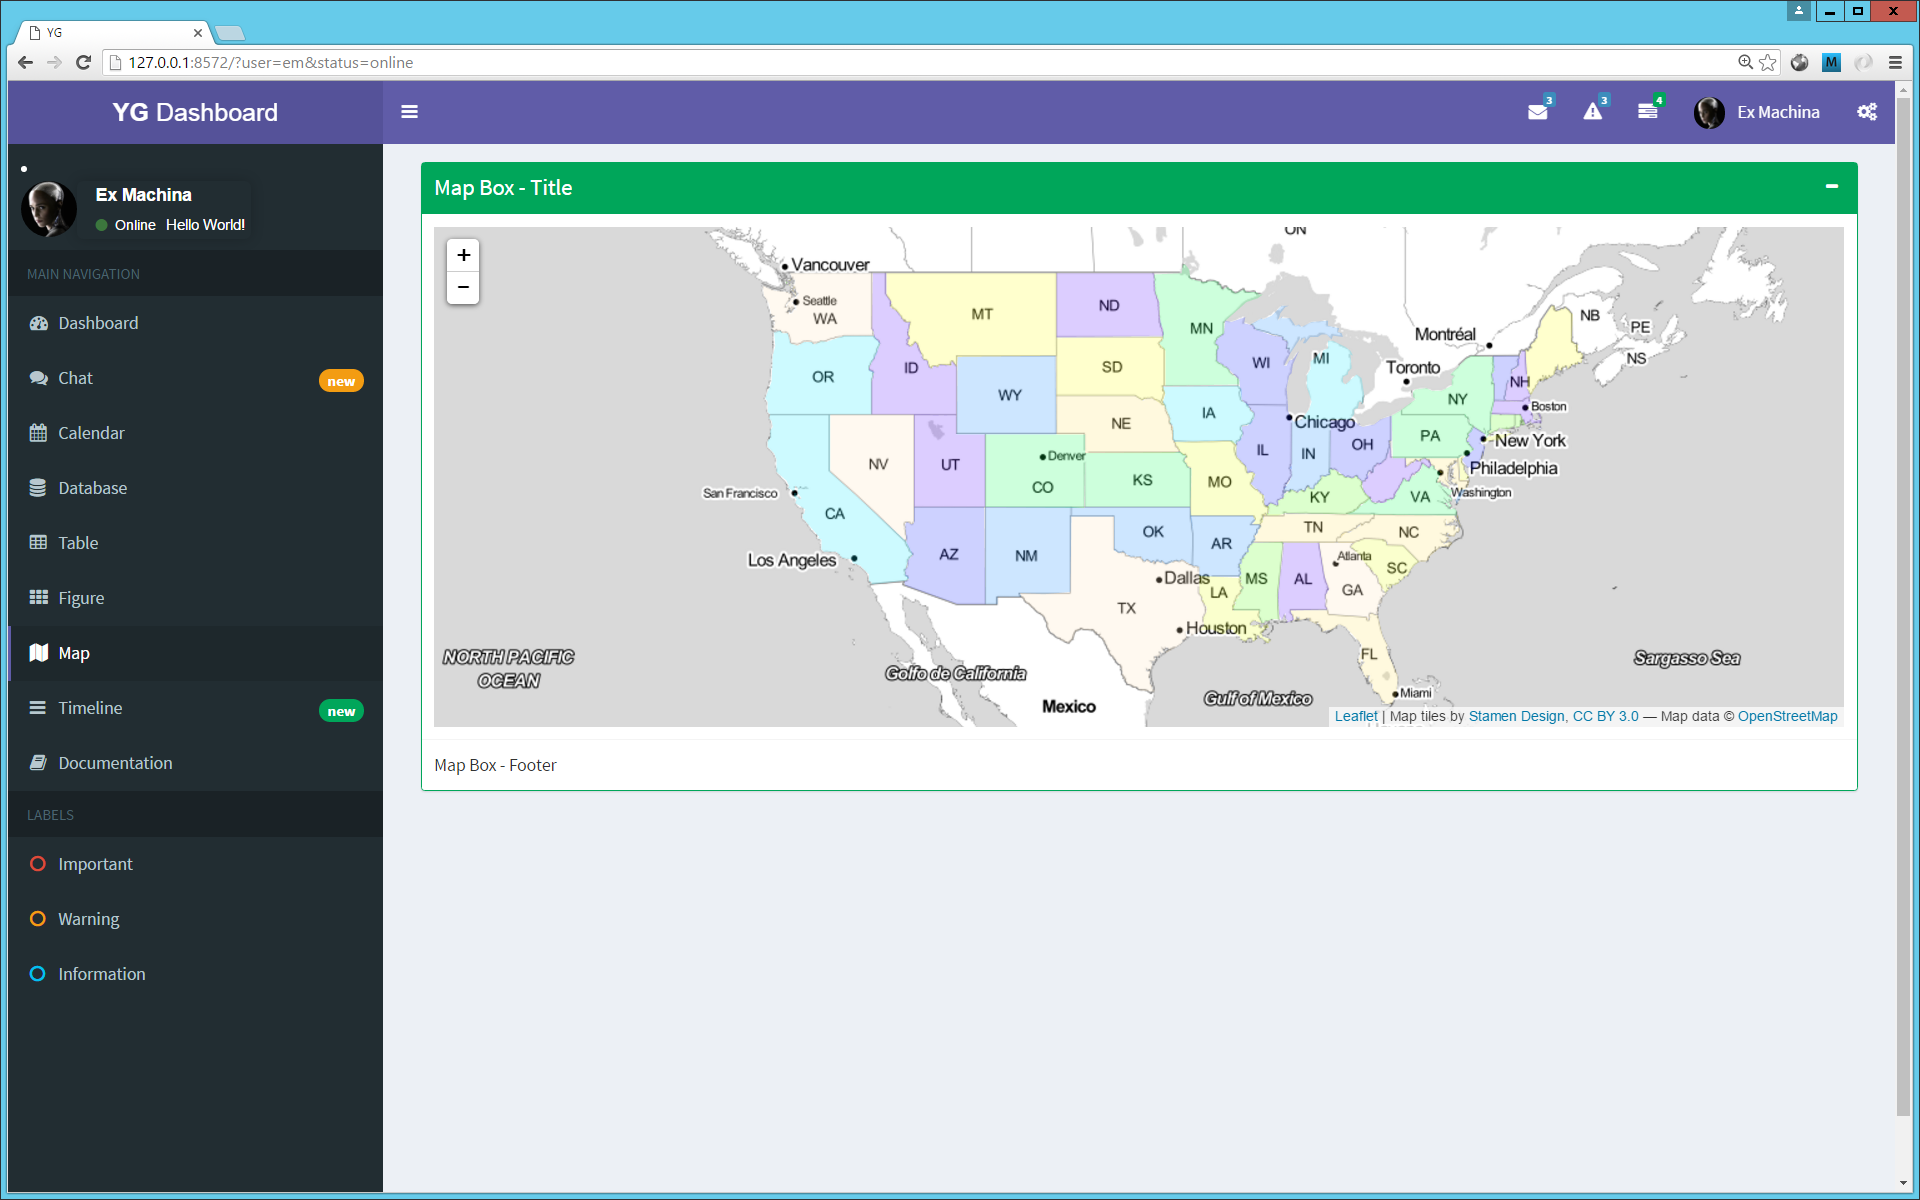 YG
127.0.0.1:8572/?user=em&status=online
M
YG Dashboard
3
3
4
Ex Machina
Ex Machina
Online Hello World!
MAIN NAVIGATION
Dashboard
Chat new
Calendar
Database
Table
Figure
Map
Timeline new
Documentation
LABELS
Important
Warning
Information
Map Box - Title
+
−
ON
Vancouver
Seattle
WA
MT
ND
MN
OR
ID
WY
SD
WI
MI
NB
PE
NS
Montréal
Toronto
NH
NY
Boston
NE
IA
Chicago
NV
UT
Denver
CO
KS
MO
IL
IN
OH
PA
New York
Philadelphia
Washington
San Francisco
CA
KY
VA
Los Angeles
AZ
NM
OK
AR
TN
NC
Atlanta
SC
Dallas
LA
MS
AL
GA
TX
Houston
FL
NORTH PACIFIC
OCEAN
Golfo de California
Mexico
Gulf of Mexico
Sargasso Sea
Miami
Leaflet | Map tiles by Stamen Design, CC BY 3.0 — Map data © OpenStreetMap
Map Box - Footer